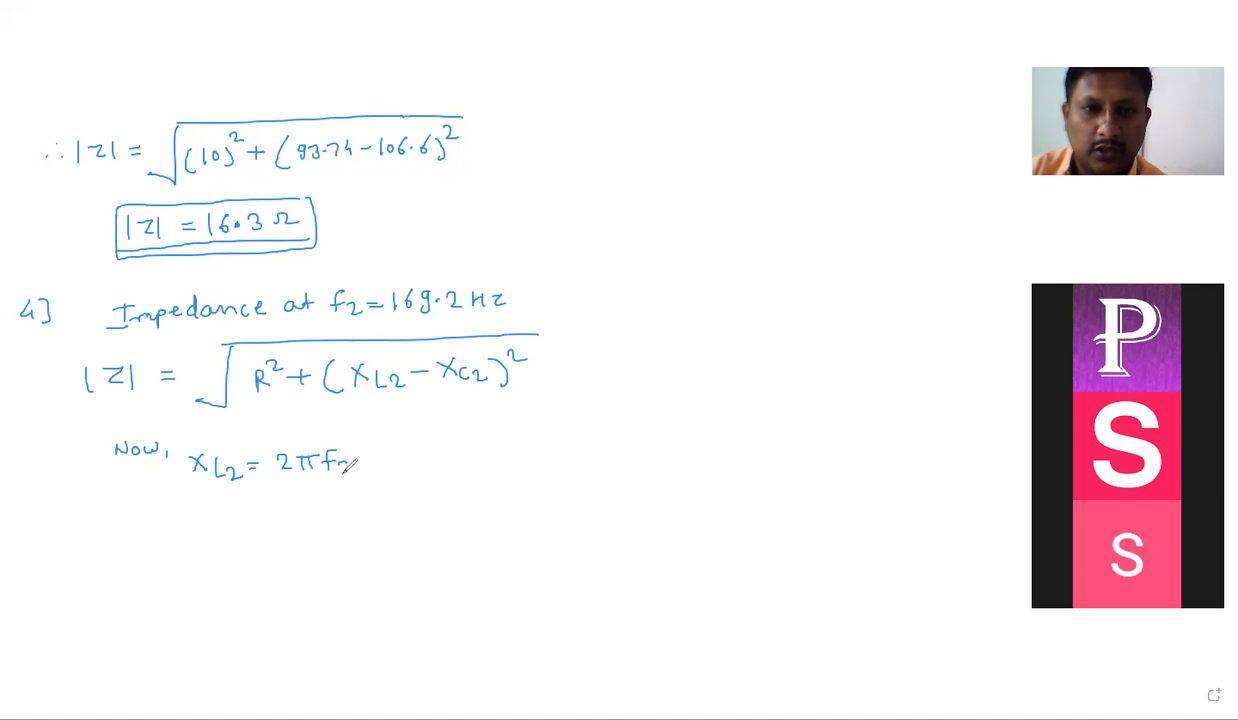 ∴ |Z| = √((10)² + (93.74 - 106.6)²)
|Z| = 16.3 Ω
4] Impedance at f₂ = 169.2 Hz
|Z| = √(R² + (XL₂ - XC₂)²)
Now, XL₂ = 2πf₂
P
S
S